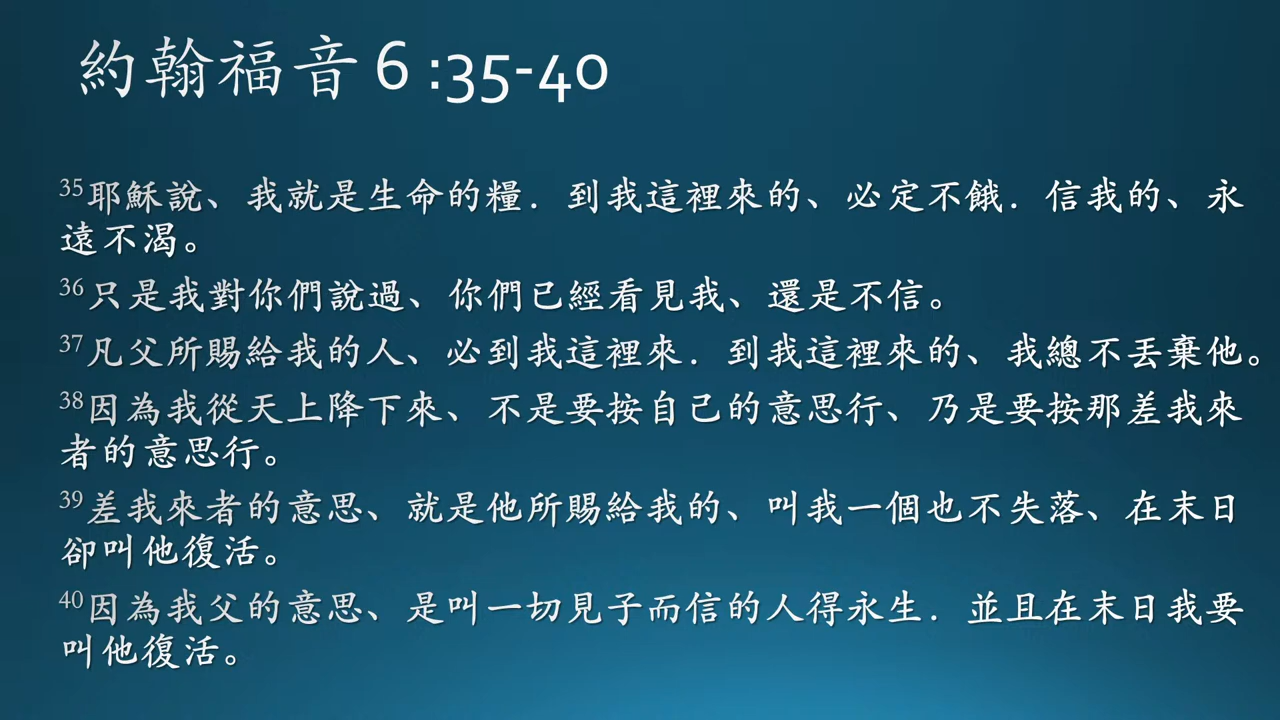 約翰福音 6 :35-40
35耶穌說、我就是生命的糧．到我這裡來的、必定不餓．信我的、永
遠不渴。
36只是我對你們說過、你們已經看見我、還是不信。
37凡父所賜給我的人、必到我這裡來．到我這裡來的、我總不丟棄他。
38因為我從天上降下來、不是要按自己的意思行、乃是要按那差我來
者的意思行。
39差我來者的意思、就是他所賜給我的、叫我一個也不失落、在末日
卻叫他復活。
40因為我父的意思、是叫一切見子而信的人得永生．並且在末日我要
叫他復活。